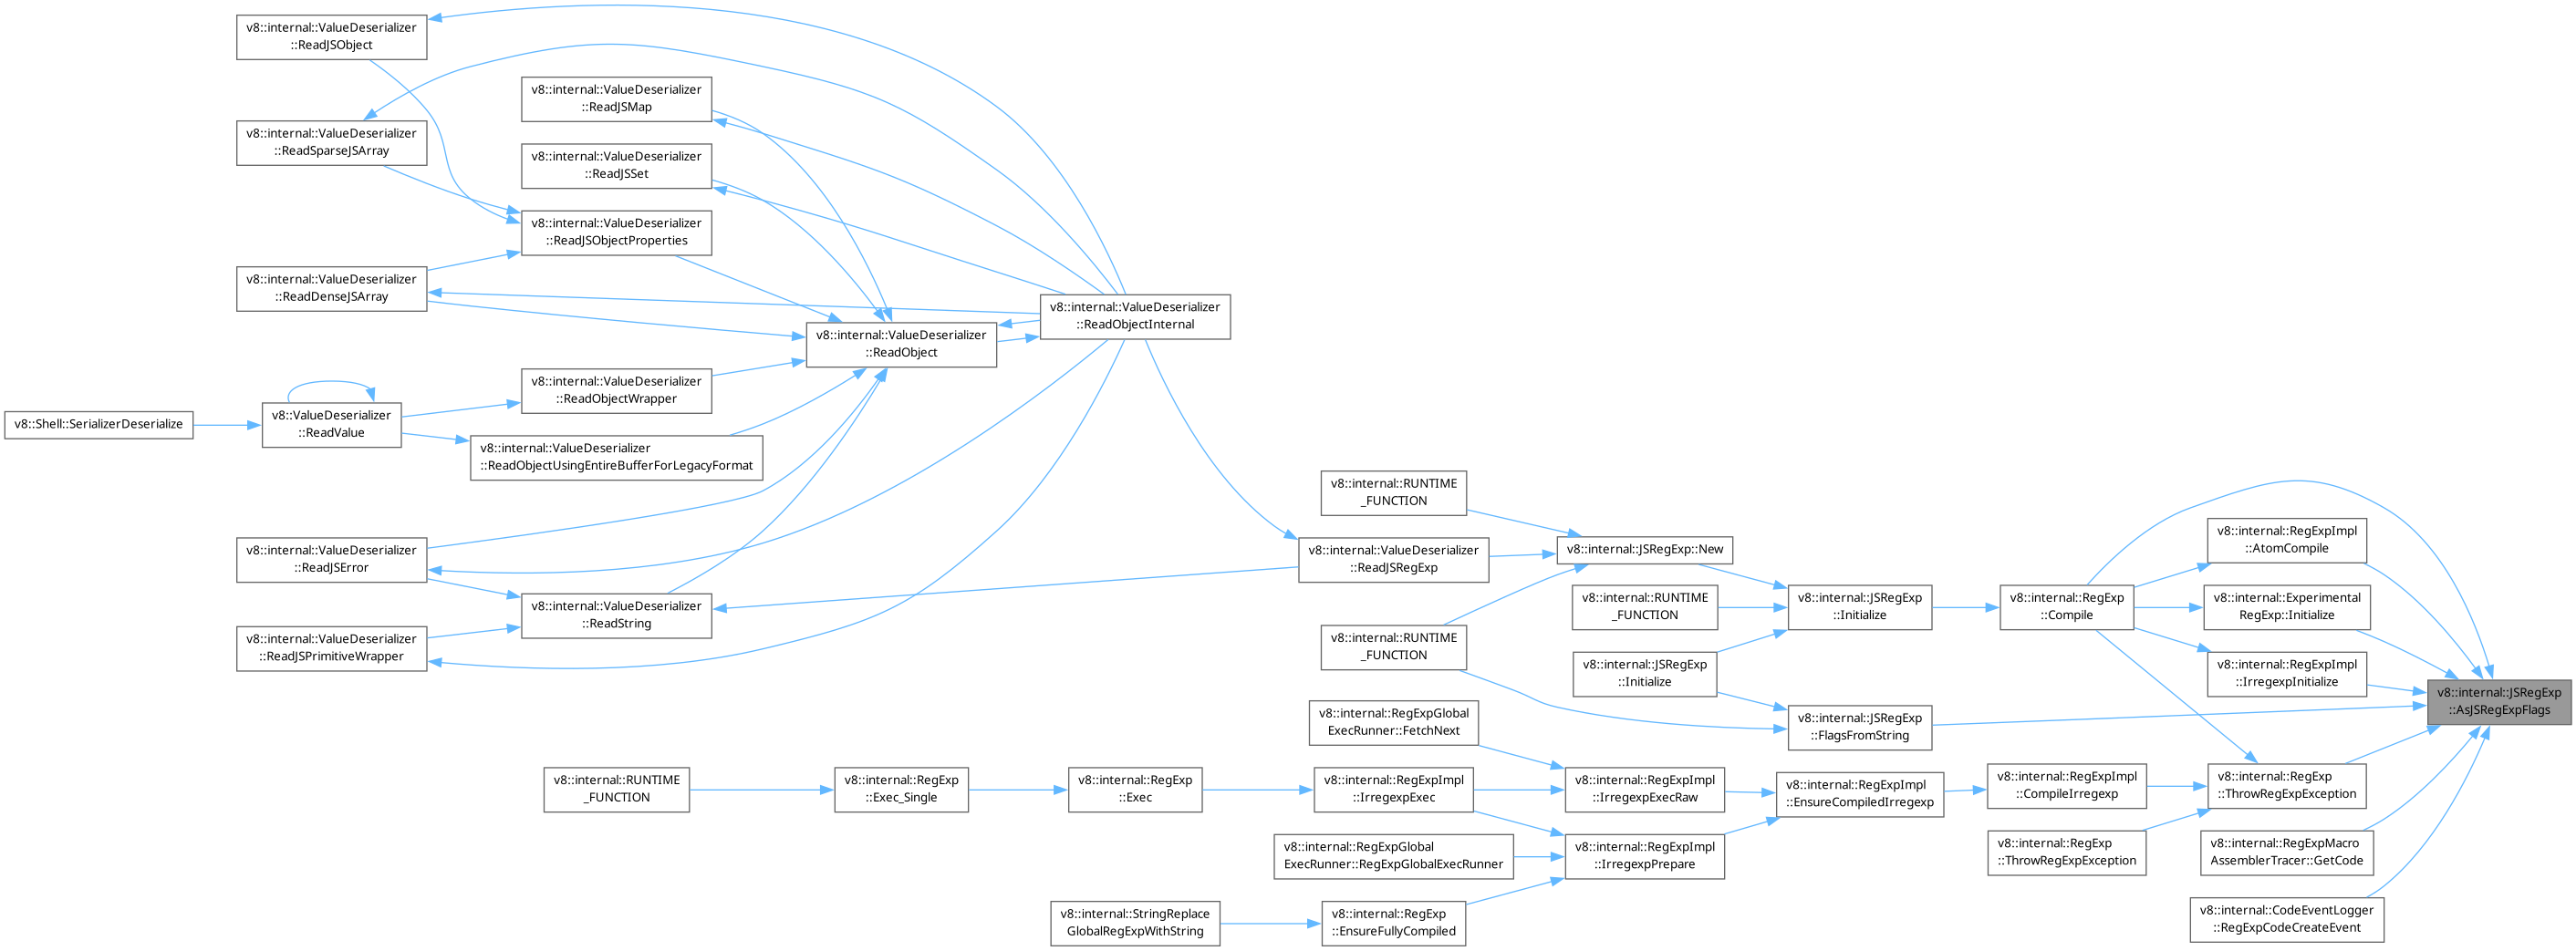 v8::internal::ValueDeserializer
::ReadJSObject
v8::internal::ValueDeserializer
::ReadJSMap
v8::internal::ValueDeserializer
::ReadSparseJSArray
v8::internal::ValueDeserializer
::ReadJSSet
v8::internal::ValueDeserializer
::ReadJSObjectProperties
v8::internal::ValueDeserializer
::ReadDenseJSArray
v8::internal::ValueDeserializer
::ReadObjectInternal
v8::internal::ValueDeserializer
::ReadObject
v8::internal::ValueDeserializer
::ReadObjectWrapper
v8::Shell::SerializerDeserialize
v8::ValueDeserializer
::ReadValue
v8::internal::ValueDeserializer
::ReadObjectUsingEntireBufferForLegacyFormat
v8::internal::RUNTIME
_FUNCTION
v8::internal::ValueDeserializer
::ReadJSError
v8::internal::ValueDeserializer
::ReadJSRegExp
v8::internal::JSRegExp::New
v8::internal::RegExpImpl
::AtomCompile
v8::internal::ValueDeserializer
::ReadString
v8::internal::RUNTIME
_FUNCTION
v8::internal::JSRegExp
::Initialize
v8::internal::RegExp
::Compile
v8::internal::Experimental
RegExp::Initialize
v8::internal::ValueDeserializer
::ReadJSPrimitiveWrapper
v8::internal::RUNTIME
_FUNCTION
v8::internal::JSRegExp
::Initialize
v8::internal::RegExpImpl
::IrregexpInitialize
v8::internal::JSRegExp
::AsJSRegExpFlags
v8::internal::RegExpGlobal
ExecRunner::FetchNext
v8::internal::JSRegExp
::FlagsFromString
v8::internal::RUNTIME
_FUNCTION
v8::internal::RegExp
::Exec_Single
v8::internal::RegExp
::Exec
v8::internal::RegExpImpl
::IrregexpExec
v8::internal::RegExpImpl
::IrregexpExecRaw
v8::internal::RegExpImpl
::EnsureCompiledIrregexp
v8::internal::RegExpImpl
::CompileIrregexp
v8::internal::RegExp
::ThrowRegExpException
v8::internal::RegExpGlobal
ExecRunner::RegExpGlobalExecRunner
v8::internal::RegExpImpl
::IrregexpPrepare
v8::internal::RegExp
::ThrowRegExpException
v8::internal::RegExpMacro
AssemblerTracer::GetCode
v8::internal::StringReplace
GlobalRegExpWithString
v8::internal::RegExp
::EnsureFullyCompiled
v8::internal::CodeEventLogger
::RegExpCodeCreateEvent